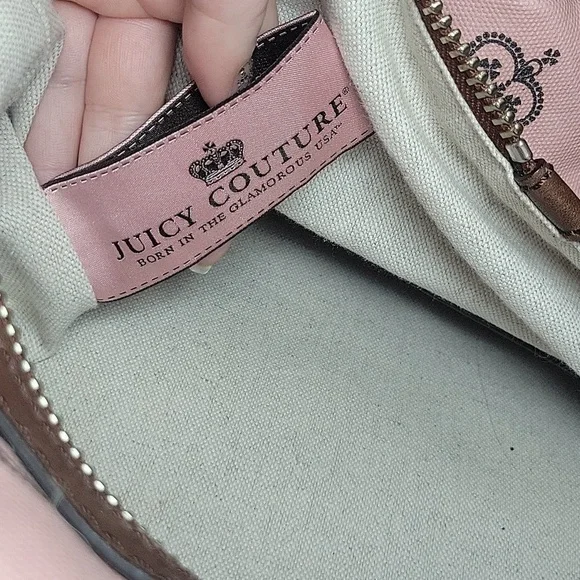 JUICY COUTURE®
BORN IN THE GLAMOROUS USA™